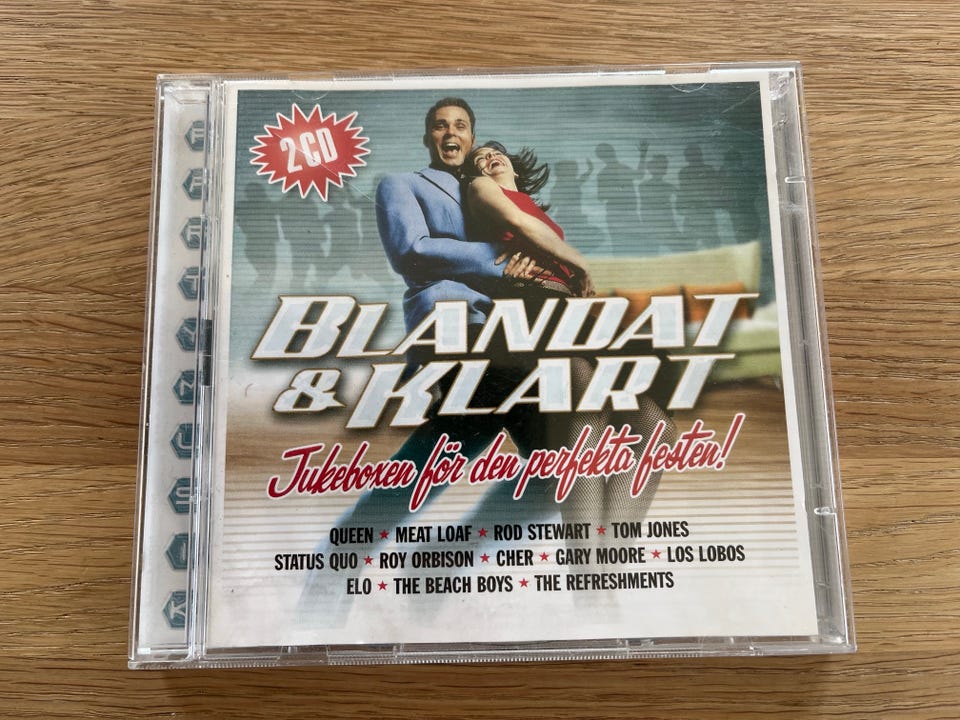 2CD
BLANDAT
& KLART
Jukeboxen för den perfekta festen!
QUEEN ★ MEAT LOAF ★ ROD STEWART ★ TOM JONES
STATUS QUO ★ ROY ORBISON ★ CHER ★ GARY MOORE ★ LOS LOBOS
ELO ★ THE BEACH BOYS ★ THE REFRESHMENTS